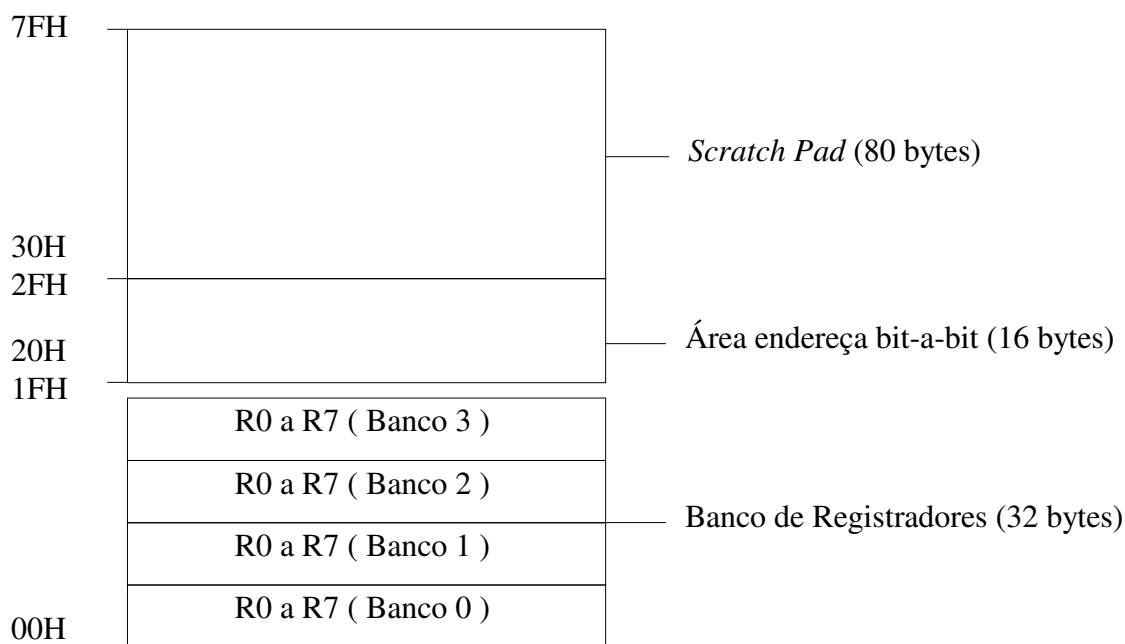 7FH
Scratch Pad (80 bytes)
30H
2FH
Área endereça bit-a-bit (16 bytes)
20H
1FH
R0 a R7 ( Banco 3 )
R0 a R7 ( Banco 2 )
Banco de Registradores (32 bytes)
R0 a R7 ( Banco 1 )
R0 a R7 ( Banco 0 )
00H